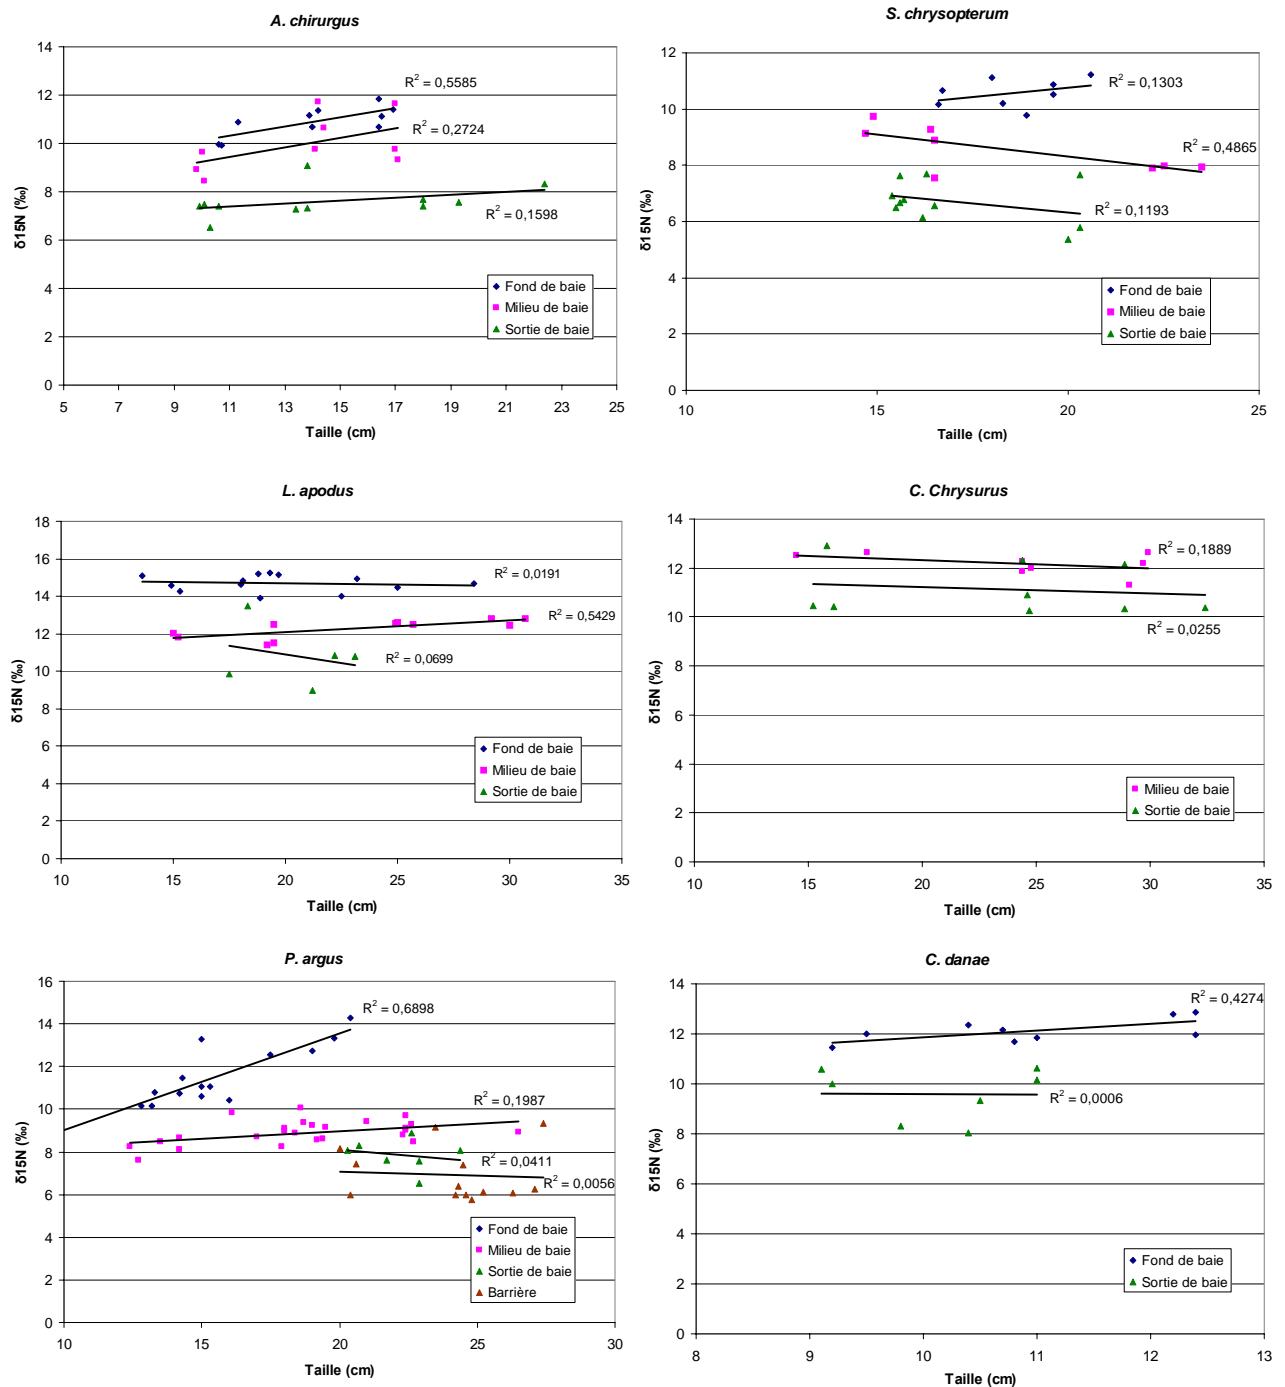 A. chirurgus
14
12
10
8
6
4
2
0
δ15N (‰)
R² = 0,5585
R² = 0,2724
R² = 0,1598
Fond de baie
Milieu de baie
Sortie de baie
5 7 9 11 13 15 17 19 21 23 25
Taille (cm)
S. chrysopterum
12
10
8
6
4
2
0
δ15N (‰)
R² = 0,1303
R² = 0,4865
R² = 0,1193
Fond de baie
Milieu de baie
Sortie de baie
10 15 20 25
Taille (cm)
L. apodus
18
16
14
12
10
8
6
4
2
0
δ15N (‰)
R² = 0,0191
R² = 0,5429
R² = 0,0699
Fond de baie
Milieu de baie
Sortie de baie
10 15 20 25 30 35
Taille (cm)
C. Chrysurus
14
12
10
8
6
4
2
0
δ15N (‰)
R² = 0,1889
R² = 0,0255
Milieu de baie
Sortie de baie
10 15 20 25 30 35
Taille (cm)
P. argus
16
14
12
10
8
6
4
2
0
δ15N (‰)
R² = 0,6898
R² = 0,1987
R² = 0,0411
R² = 0,0056
Fond de baie
Milieu de baie
Sortie de baie
Barrière
10 15 20 25 30
Taille (cm)
C. danae
14
12
10
8
6
4
2
0
δ15N (‰)
R² = 0,4274
R² = 0,0006
Fond de baie
Sortie de baie
8 9 10 11 12 13
Taille (cm)